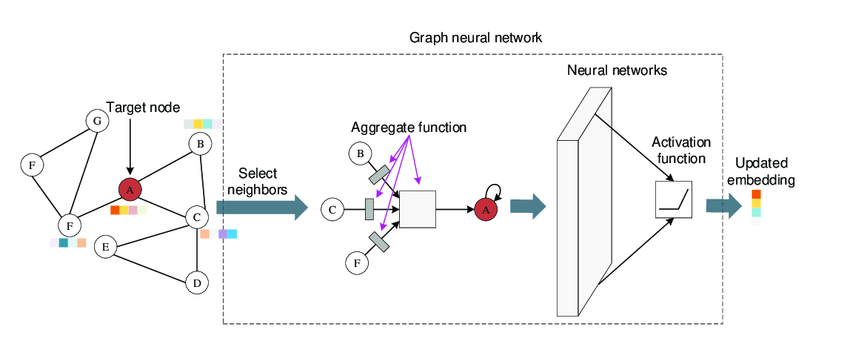 Graph neural network
Neural networks
Target node
G
F
A
B
F
C
E
D
Select
neighbors
Aggregate function
B
C
F
A
Activation
function
Updated
embedding